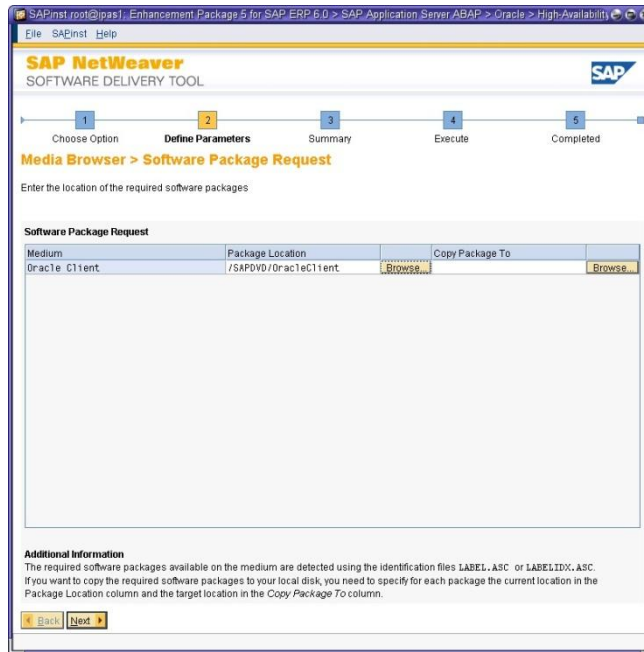 SAPinst root@ipas1: Enhancement Package 5 for SAP ERP 6.0 > SAP Application Server ABAP > Oracle > High-Availability
File SAPinst Help
SAP NetWeaver
SOFTWARE DELIVERY TOOL
SAP
1 2 3 4 5
Choose Option Define Parameters Summary Execute Completed
Media Browser > Software Package Request
Enter the location of the required software packages
Software Package Request
Medium Package Location Copy Package To
Oracle Client /SAPDVD/OracleClient Browse... Browse...
Additional Information
The required software packages available on the medium are detected using the identification files LABEL.ASC or LABELIDX.ASC.
If you want to copy the required software packages to your local disk, you need to specify for each package the current location in the
Package Location column and the target location in the Copy Package To column.
Back Next